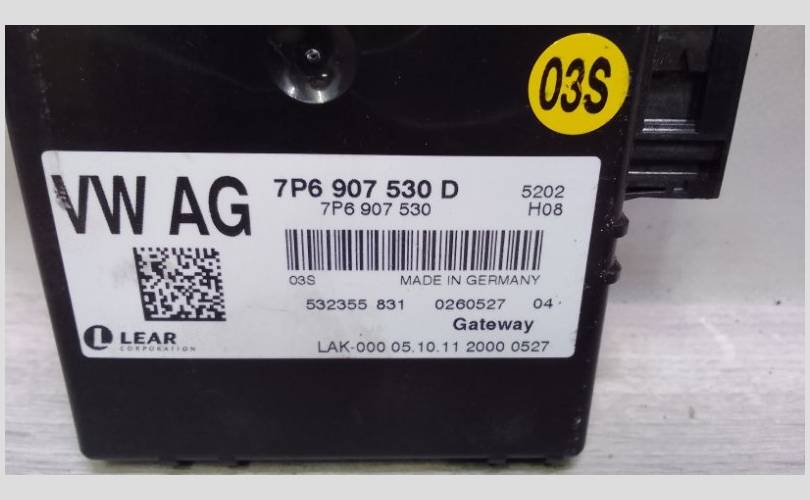 03S
VW AG
7P6 907 530 D
5202
7P6 907 530
H08
03S MADE IN GERMANY
532355 831 0260527 04
Gateway
LEAR
CORPORATION
LAK-000 05.10.11 2000 0527